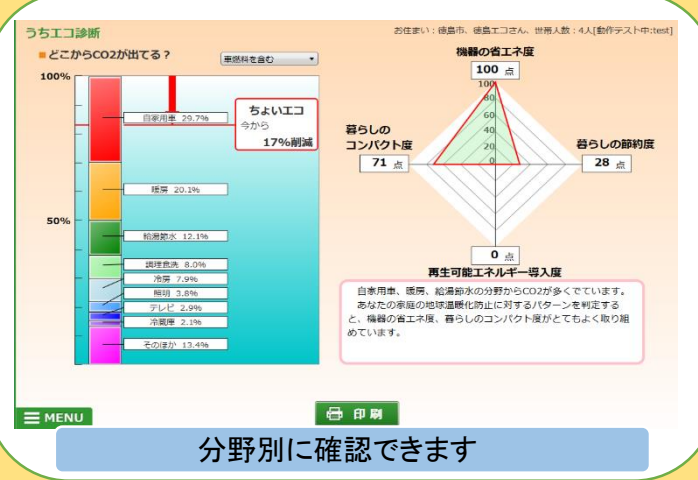 うちエコ診断
お住まい：徳島市、徳島エコさん、世帯人数：4人[動作テスト中:test]
■どこからCO2が出てる？
車燃料を含む
100%
50%
自家用車 29.7%
暖房 20.1%
給湯節水 12.1%
調理食洗 8.0%
冷房 7.9%
照明 3.8%
テレビ 2.9%
冷蔵庫 2.1%
そのほか 13.4%
ちょいエコ
今から
17%削減
機器の省エネ度
100 点
100
80
60
40
20
0
暮らしの
コンパクト度
71 点
暮らしの節約度
28 点
0 点
再生可能エネルギー導入度
自家用車、暖房、給湯節水の分野からCO2が多くでています。
あなたの家庭の地球温暖化防止に対するパターンを判定する
と、機器の省エネ度、暮らしのコンパクト度がとてもよく取り組
めています。
MENU
印刷
分野別に確認できます